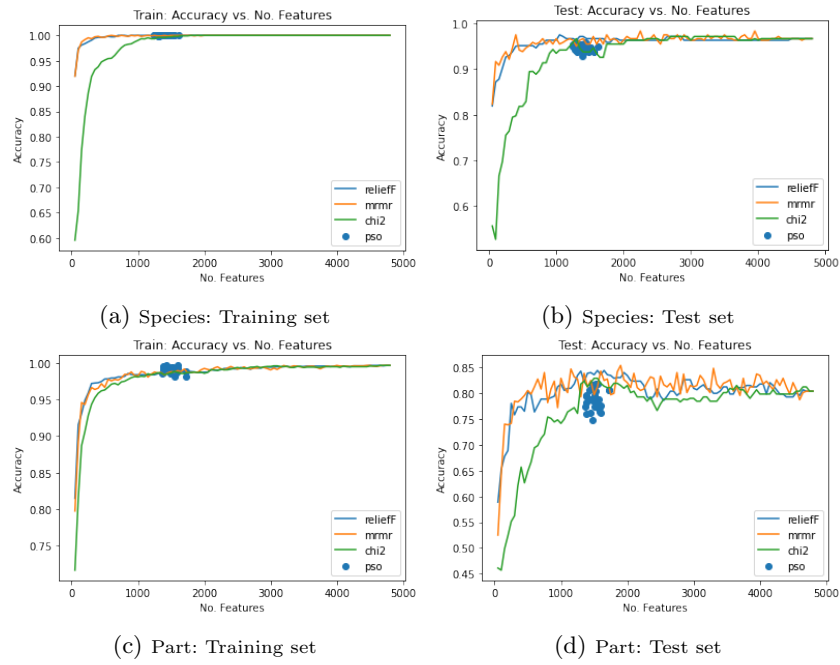 Train: Accuracy vs. No. Features
1.00
0.95
0.90
0.85
0.80
0.75
0.70
0.65
0.60
Accuracy
0
1000
2000
3000
4000
5000
No. Features
reliefF
mrmr
chi2
pso
(a) Species: Training set
Test: Accuracy vs. No. Features
1.0
0.9
0.8
0.7
0.6
Accuracy
0
1000
2000
3000
4000
5000
No. Features
reliefF
mrmr
chi2
pso
(b) Species: Test set
Train: Accuracy vs. No. Features
1.00
0.95
0.90
0.85
0.80
0.75
Accuracy
0
1000
2000
3000
4000
5000
No. Features
reliefF
mrmr
chi2
pso
(c) Part: Training set
Test: Accuracy vs. No. Features
0.85
0.80
0.75
0.70
0.65
0.60
0.55
0.50
0.45
Accuracy
0
1000
2000
3000
4000
5000
No. Features
reliefF
mrmr
chi2
pso
(d) Part: Test set